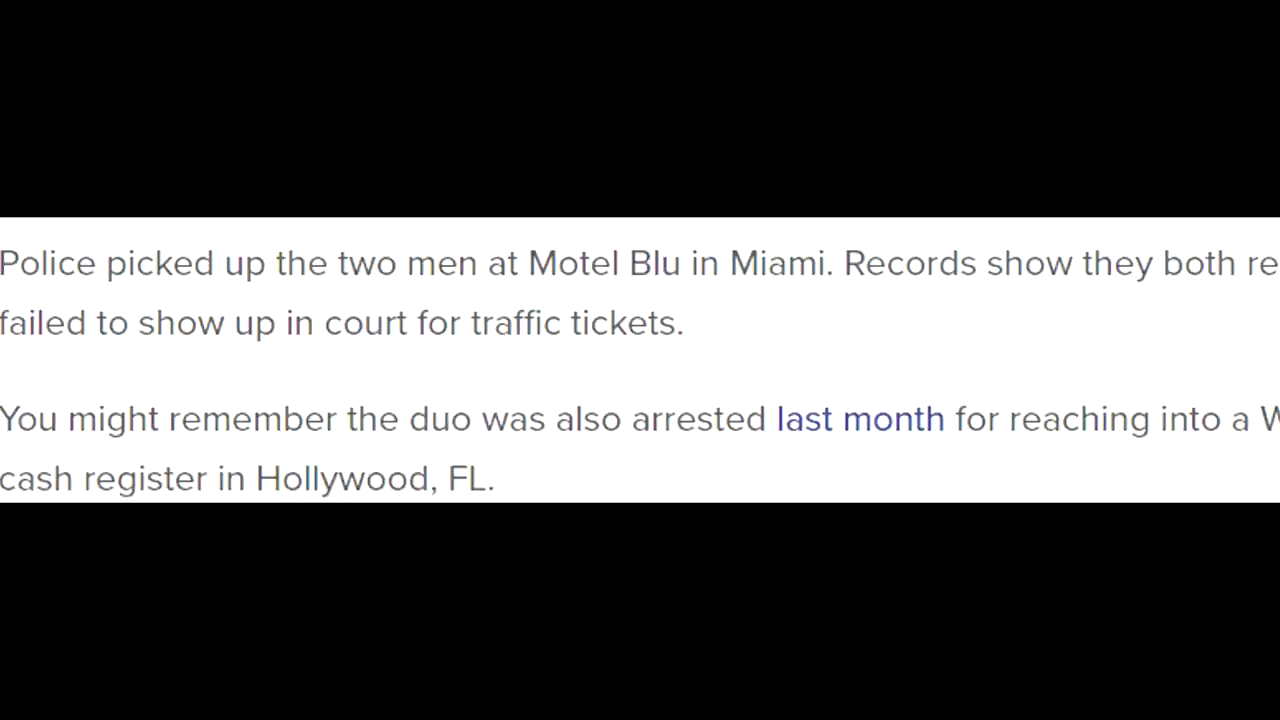 Police picked up the two men at Motel Blu in Miami. Records show they both re
failed to show up in court for traffic tickets.
You might remember the duo was also arrested last month for reaching into a W
cash register in Hollywood, FL.